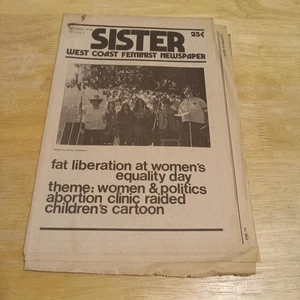 SISTER
25¢
WEST COAST FEMINIST NEWSPAPER
fat liberation at women's
equality day
theme: women & politics
abortion clinic raided
children's cartoon